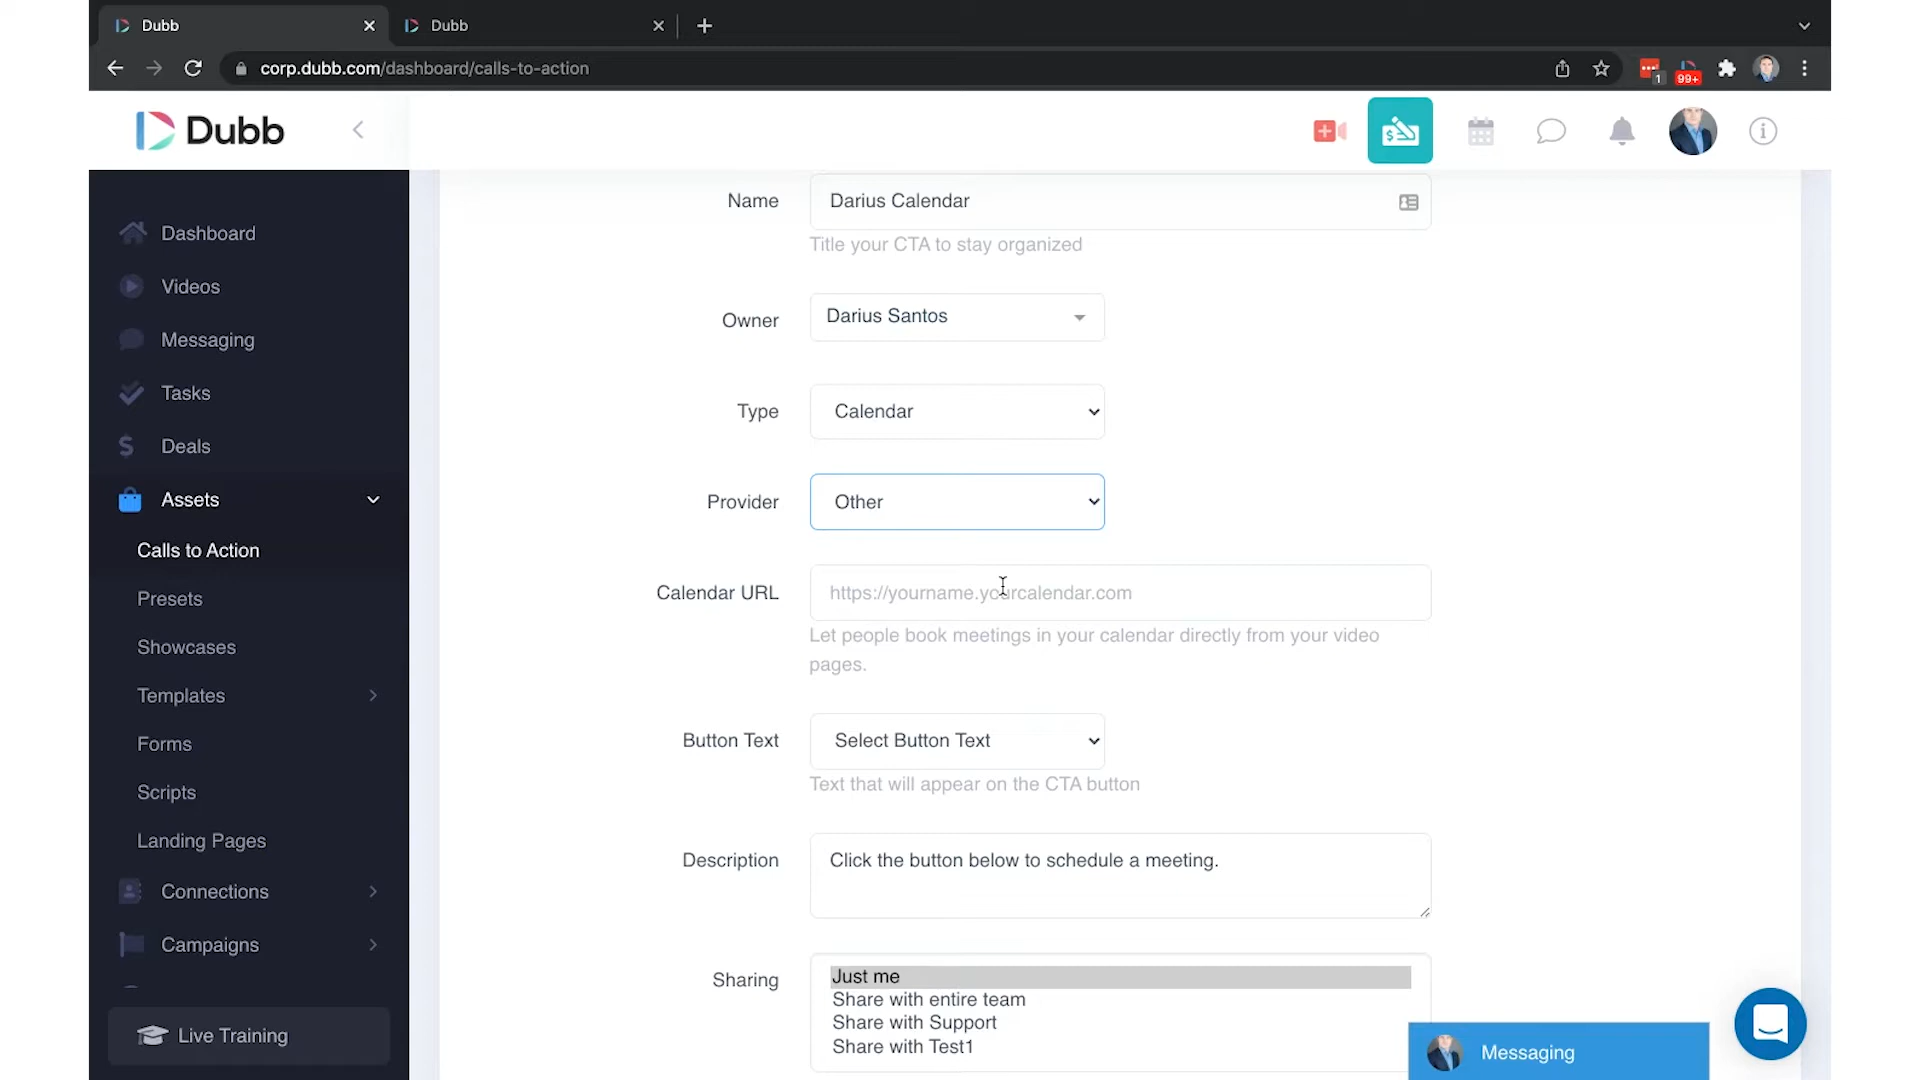 Dubb
Dubb
corp.dubb.com/dashboard/calls-to-action
1
99+
Dubb
Dashboard
Videos
Messaging
Tasks
Deals
Assets
Calls to Action
Presets
Showcases
Templates
Forms
Scripts
Landing Pages
Connections
Campaigns
Live Training
Name
Darius Calendar
Title your CTA to stay organized
Owner
Darius Santos
Type
Calendar
Provider
Other
Calendar URL
https://yourname.yourcalendar.com
Let people book meetings in your calendar directly from your video
pages.
Button Text
Select Button Text
Text that will appear on the CTA button
Description
Click the button below to schedule a meeting.
Sharing
Just me
Share with entire team
Share with Support
Share with Test1
Messaging